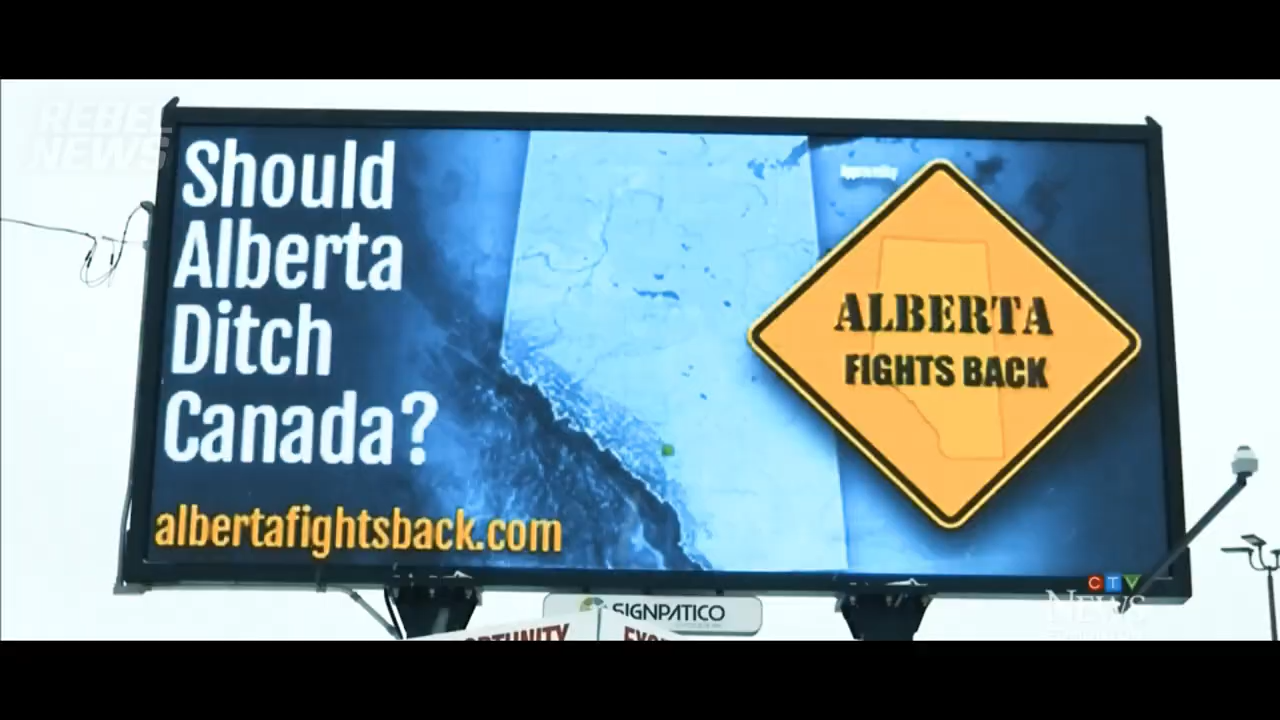 REBEL
NEWS
Should
Alberta
Ditch
Canada?
albertafightsback.com
ALBERTA
FIGHTS BACK
SIGNPATICO
CTV
NEWS